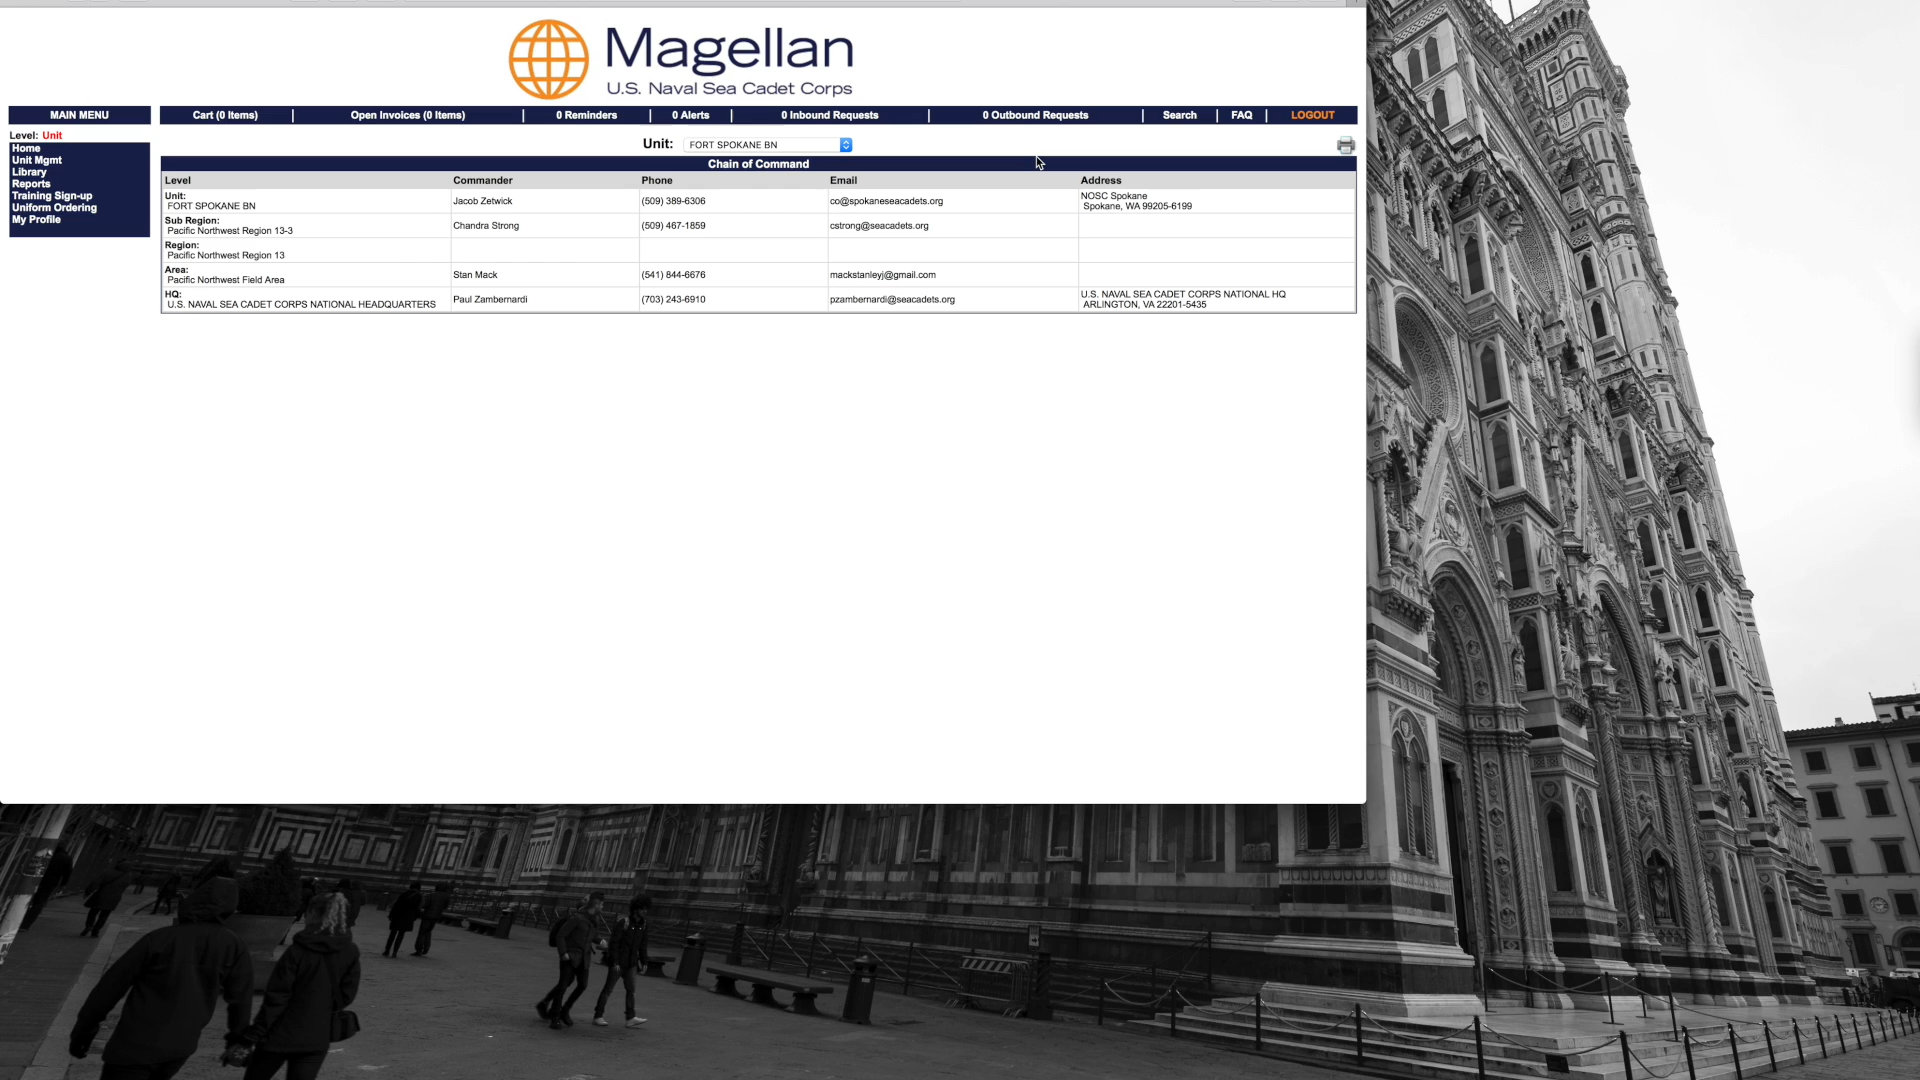 Magellan
U.S. Naval Sea Cadet Corps
MAIN MENU
Cart (0 Items) | Open Invoices (0 Items) | 0 Reminders | 0 Alerts | 0 Inbound Requests | 0 Outbound Requests | Search | FAQ | LOGOUT
Level: Unit
Home
Unit Mgmt
Library
Reports
Training Sign-up
Uniform Ordering
My Profile
Unit: FORT SPOKANE BN
Chain of Command
Level Commander Phone Email Address
Unit:
FORT SPOKANE BN
Jacob Zetwick
(509) 389-6306
co@spokaneseacadets.org
NOSC Spokane
Spokane, WA 99205-6199
Sub Region:
Pacific Northwest Region 13-3
Chandra Strong
(509) 467-1859
cstrong@seacadets.org
Region:
Pacific Northwest Region 13
Area:
Pacific Northwest Field Area
Stan Mack
(541) 844-6676
mackstanleyj@gmail.com
HQ:
U.S. NAVAL SEA CADET CORPS NATIONAL HEADQUARTERS
Paul Zambernardi
(703) 243-6910
pzambernardi@seacadets.org
U.S. NAVAL SEA CADET CORPS NATIONAL HQ
ARLINGTON, VA 22201-5435